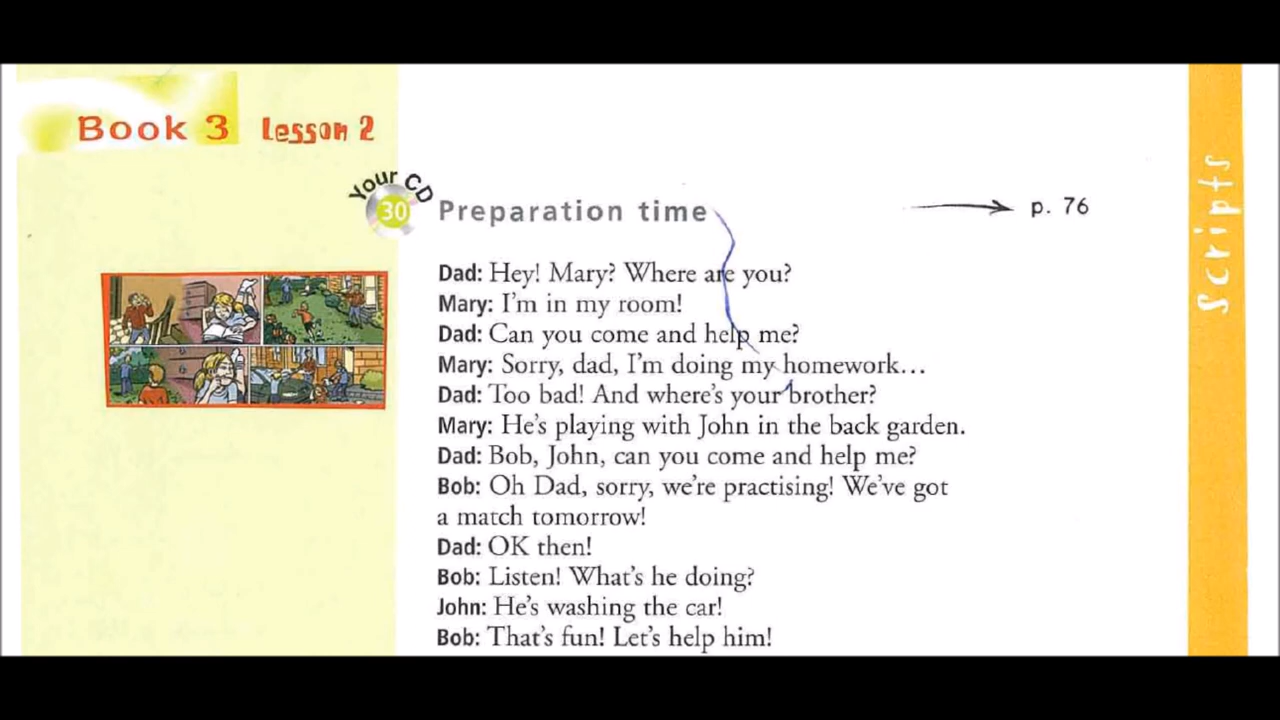 Book 3 Lesson 2
Your CD
30 Preparation time
p. 76
Dad: Hey! Mary? Where are you?
Mary: I'm in my room!
Dad: Can you come and help me?
Mary: Sorry, dad, I'm doing my homework…
Dad: Too bad! And where's your brother?
Mary: He's playing with John in the back garden.
Dad: Bob, John, can you come and help me?
Bob: Oh Dad, sorry, we're practising! We've got
a match tomorrow!
Dad: OK then!
Bob: Listen! What's he doing?
John: He's washing the car!
Bob: That's fun! Let's help him!
Scripts